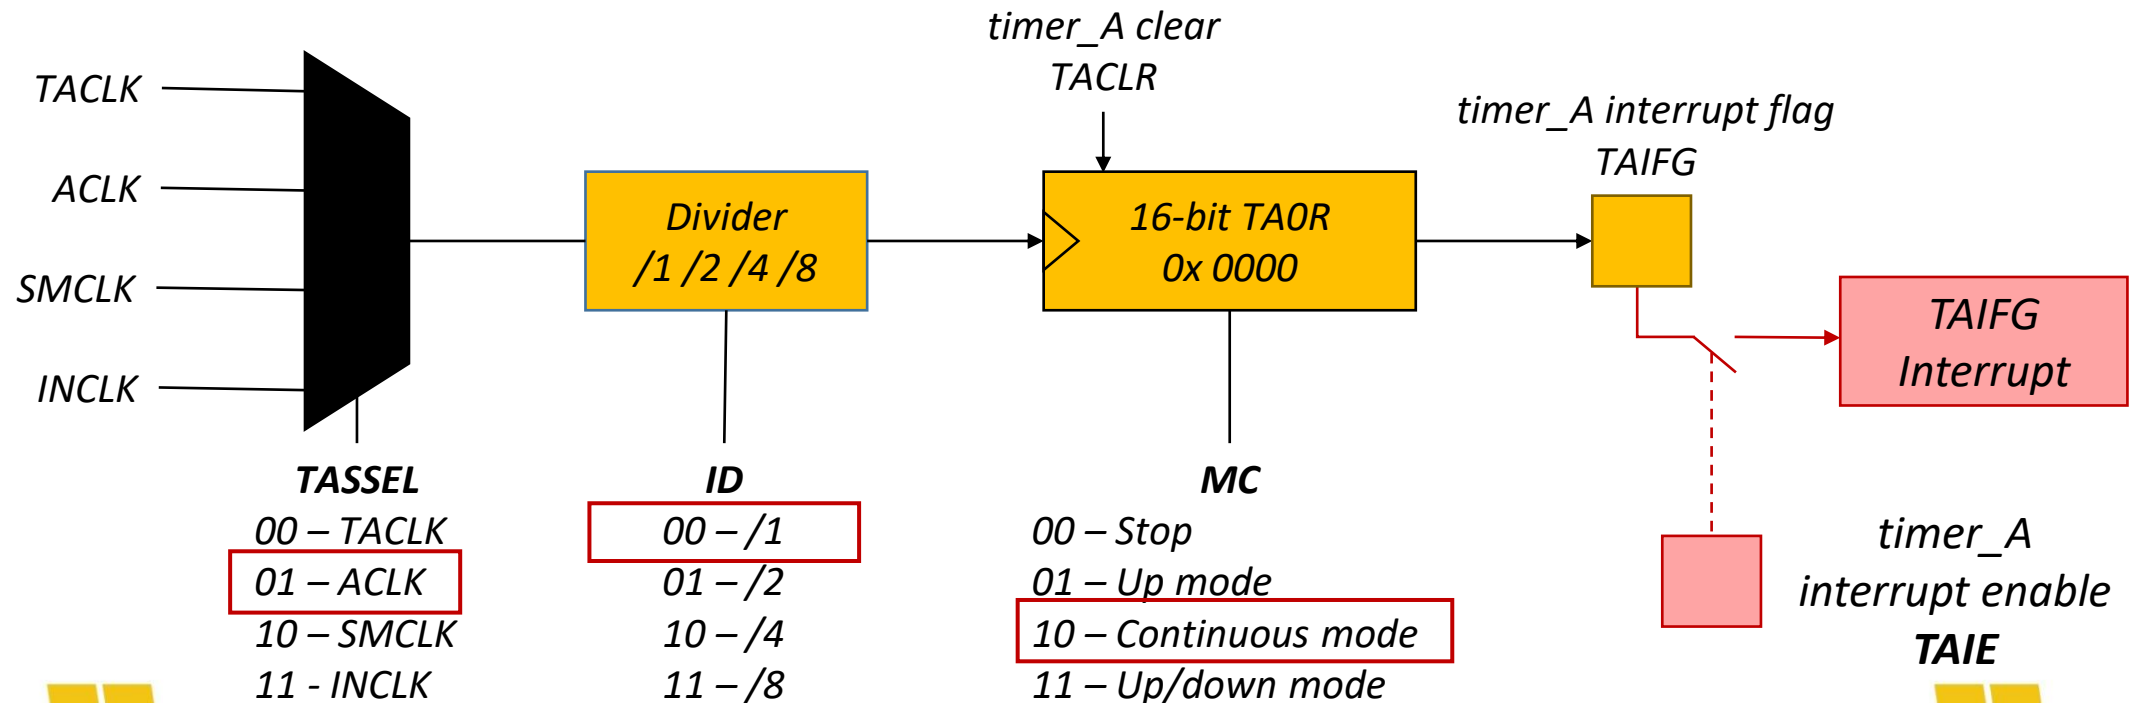 timer_A clear
TACLR
TACLK
ACLK
SMCLK
INCLK
Divider
/1 /2 /4 /8
16-bit TA0R
0x 0000
timer_A interrupt flag
TAIFG
TAIFG
Interrupt
TASSEL
00 – TACLK
01 – ACLK
10 – SMCLK
11 - INCLK
ID
00 – /1
01 – /2
10 – /4
11 – /8
MC
00 – Stop
01 – Up mode
10 – Continuous mode
11 – Up/down mode
timer_A
interrupt enable
TAIE